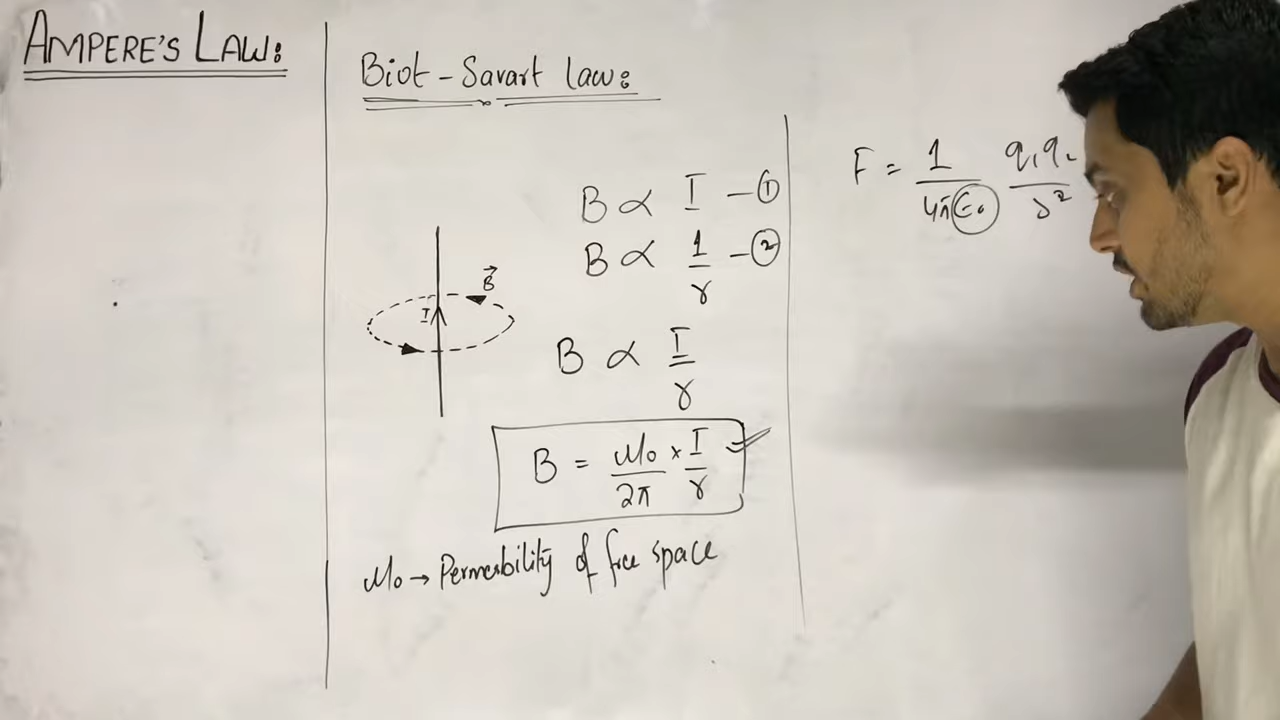 AMPERE'S LAW:
Biot - Savart law:
B ∝ I - ①
B ∝ 1/r - ②
B⃗
I
B ∝ I/r
B = μ₀/2π × I/r
μ₀ → Permeability of free space
F = 1/4πϵ₀ q₁q₂/r²